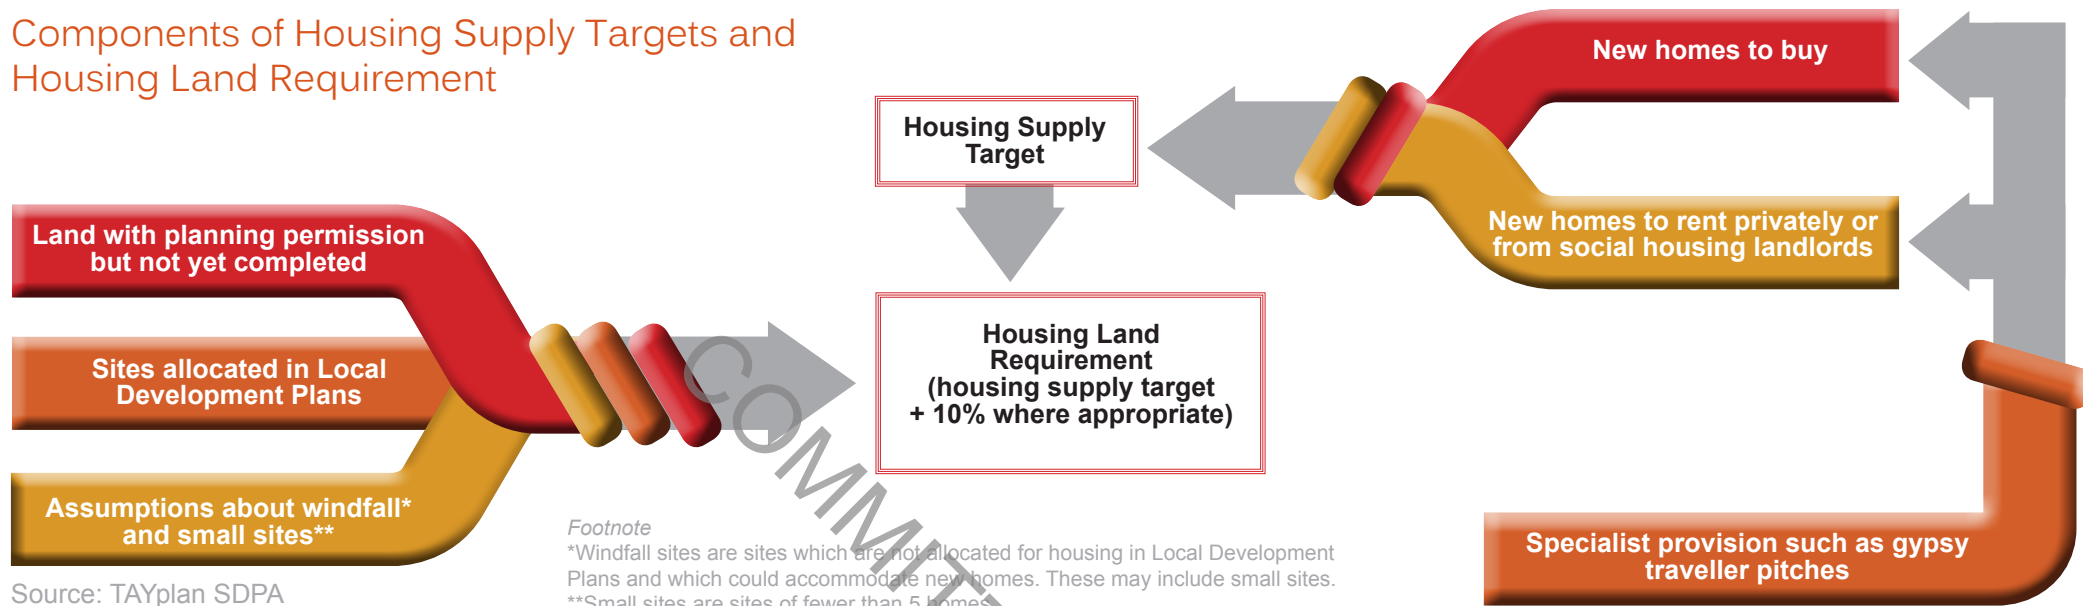 Components of Housing Supply Targets and
Housing Land Requirement
New homes to buy
Housing Supply
Target
New homes to rent privately or
from social housing landlords
Land with planning permission
but not yet completed
Sites allocated in Local
Development Plans
Housing Land
Requirement
(housing supply target
+ 10% where appropriate)
Assumptions about windfall*
and small sites**
Specialist provision such as gypsy
traveller pitches
Footnote
*Windfall sites are sites which are not allocated for housing in Local Development
Plans and which could accommodate new homes. These may include small sites.
**Small sites are sites of fewer than 5 homes
Source: TAYplan SDPA